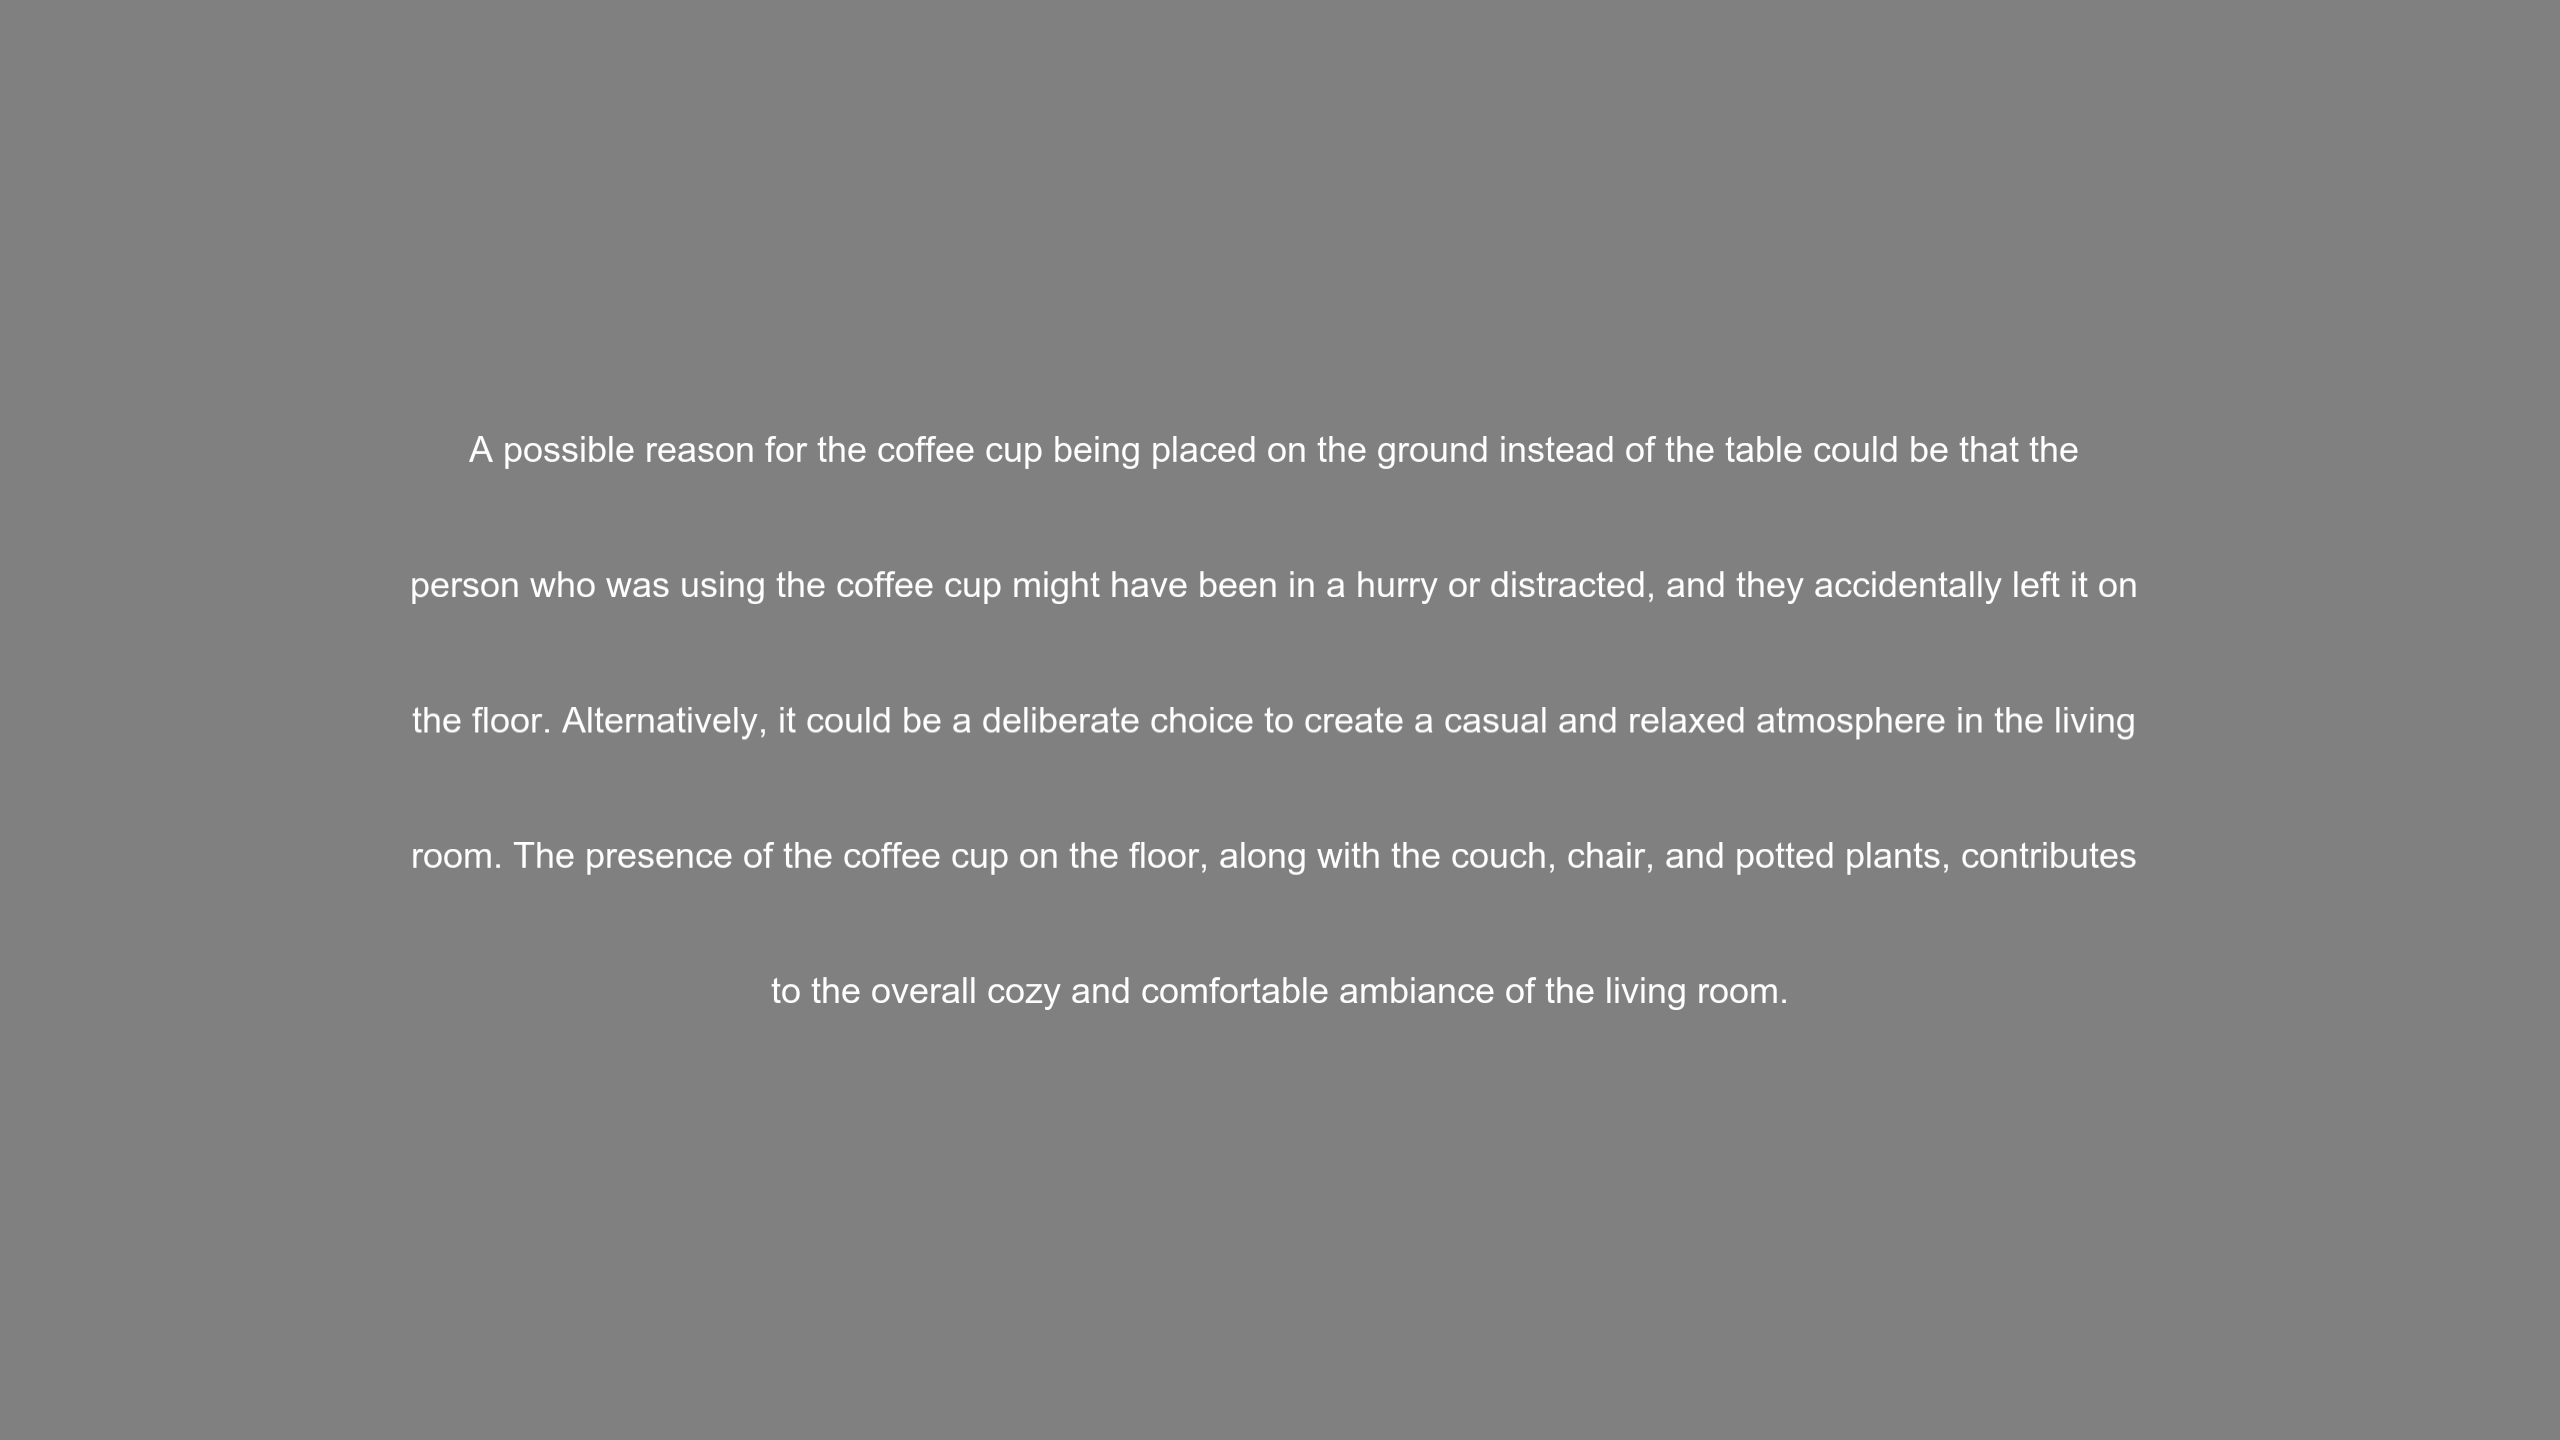 A possible reason for the coffee cup being placed on the ground instead of the table could be that the
person who was using the coffee cup might have been in a hurry or distracted, and they accidentally left it on
the floor. Alternatively, it could be a deliberate choice to create a casual and relaxed atmosphere in the living
room. The presence of the coffee cup on the floor, along with the couch, chair, and potted plants, contributes
to the overall cozy and comfortable ambiance of the living room.